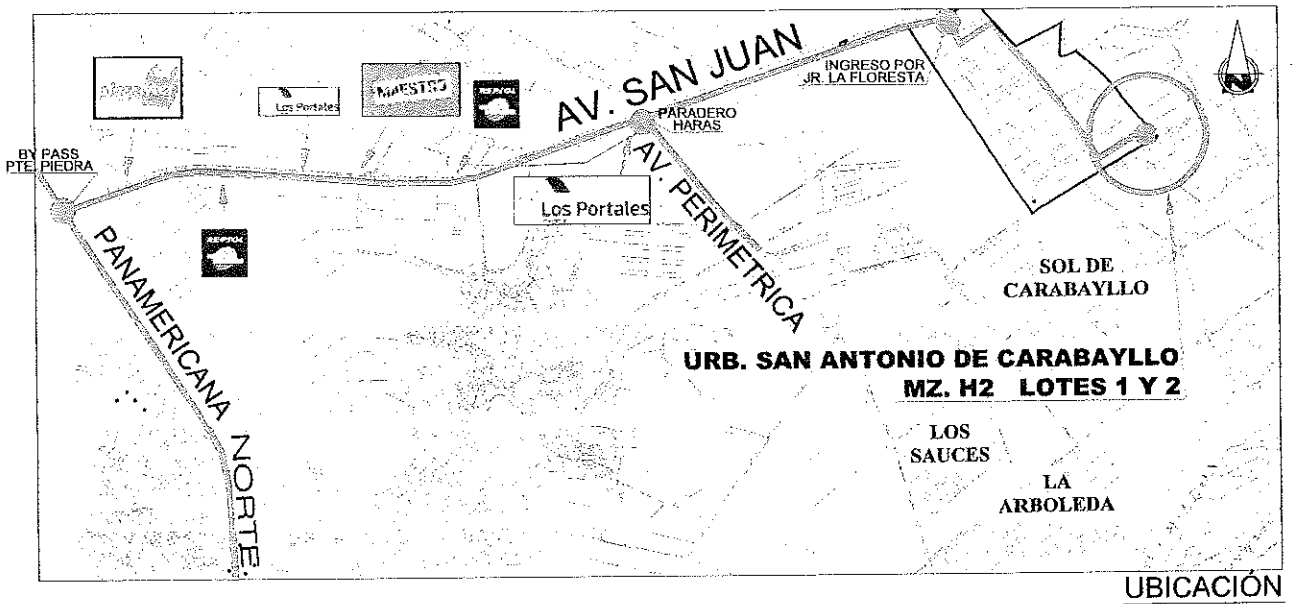 AV. SAN JUAN
INGRESO POR
JR. LA FLORESTA
N
Los Portales
MAESTRO
REPSOL
PARADERO
HARAS
BY PASS
PTE. PIEDRA
AV. PERIMETRICA
Los Portales
REPSOL
PANAMERICANA NORTE
SOL DE
CARABAYLLO
URB. SAN ANTONIO DE CARABAYLLO
MZ. H2 LOTES 1 Y 2
LOS
SAUCES
LA
ARBOLEDA
UBICACIÓN